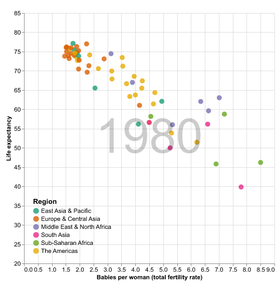 85
80
75
70
65
60
55
50
45
40
35
30
25
20
Life expectancy
1980
Region
East Asia & Pacific
Europe & Central Asia
Middle East & North Africa
South Asia
Sub-Saharan Africa
The Americas
0.0 0.5 1.0 1.5 2.0 2.5 3.0 3.5 4.0 4.5 5.0 5.5 6.0 6.5 7.0 7.5 8.0 8.5 9.0
Babies per woman (total fertility rate)